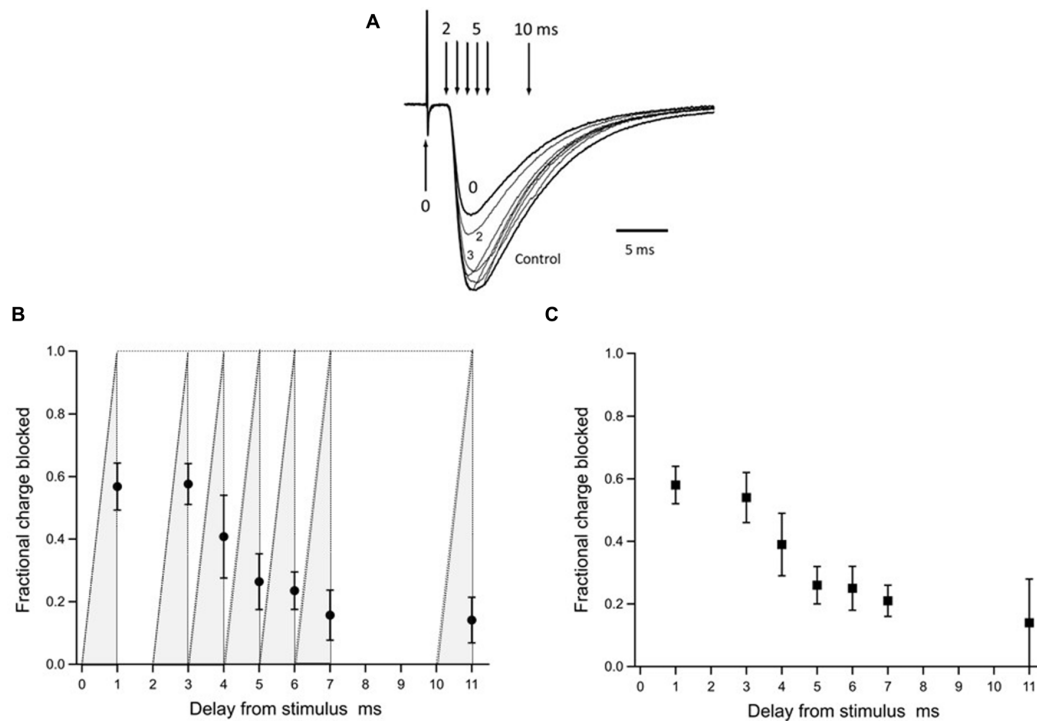 A
2 5 10 ms
0
0
2
3
Control
5 ms
B
Fractional charge blocked
1.0
0.8
0.6
0.4
0.2
0.0
0 1 2 3 4 5 6 7 8 9 10 11
Delay from stimulus ms
C
Fractional charge blocked
1.0
0.8
0.6
0.4
0.2
0.0
0 1 2 3 4 5 6 7 8 9 10 11
Delay from stimulus ms